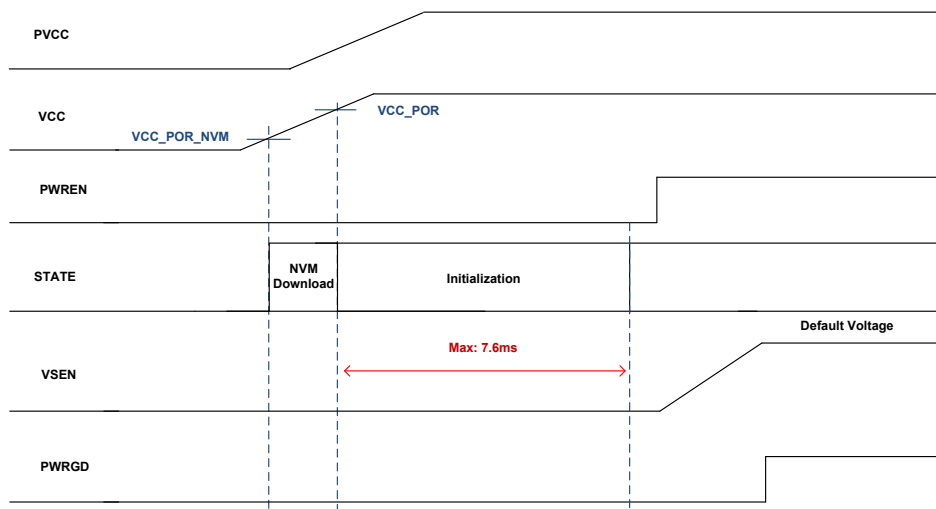 PVCC
VCC
VCC_POR
VCC_POR_NVM
PWREN
STATE
NVM
Download
Initialization
Default Voltage
Max: 7.6ms
VSEN
PWRGD